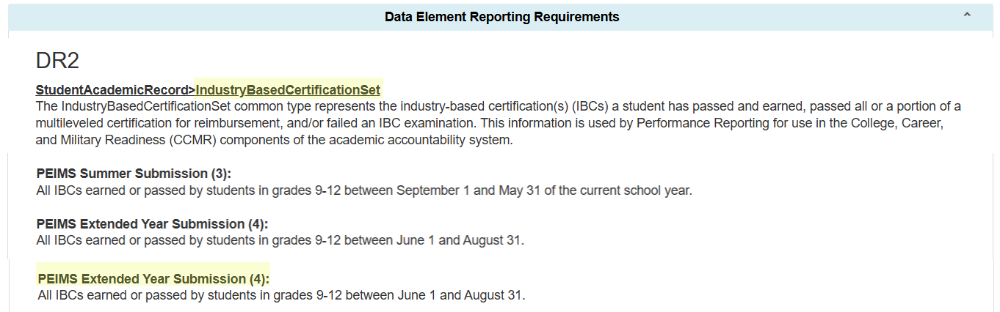 Data Element Reporting Requirements
DR2
StudentAcademicRecord>IndustryBasedCertificationSet
The IndustryBasedCertificationSet common type represents the industry-based certification(s) (IBCs) a student has passed and earned, passed all or a portion of a
multileveled certification for reimbursement, and/or failed an IBC examination. This information is used by Performance Reporting for use in the College, Career,
and Military Readiness (CCMR) components of the academic accountability system.
PEIMS Summer Submission (3):
All IBCs earned or passed by students in grades 9-12 between September 1 and May 31 of the current school year.
PEIMS Extended Year Submission (4):
All IBCs earned or passed by students in grades 9-12 between June 1 and August 31.
PEIMS Extended Year Submission (4):
All IBCs earned or passed by students in grades 9-12 between June 1 and August 31.